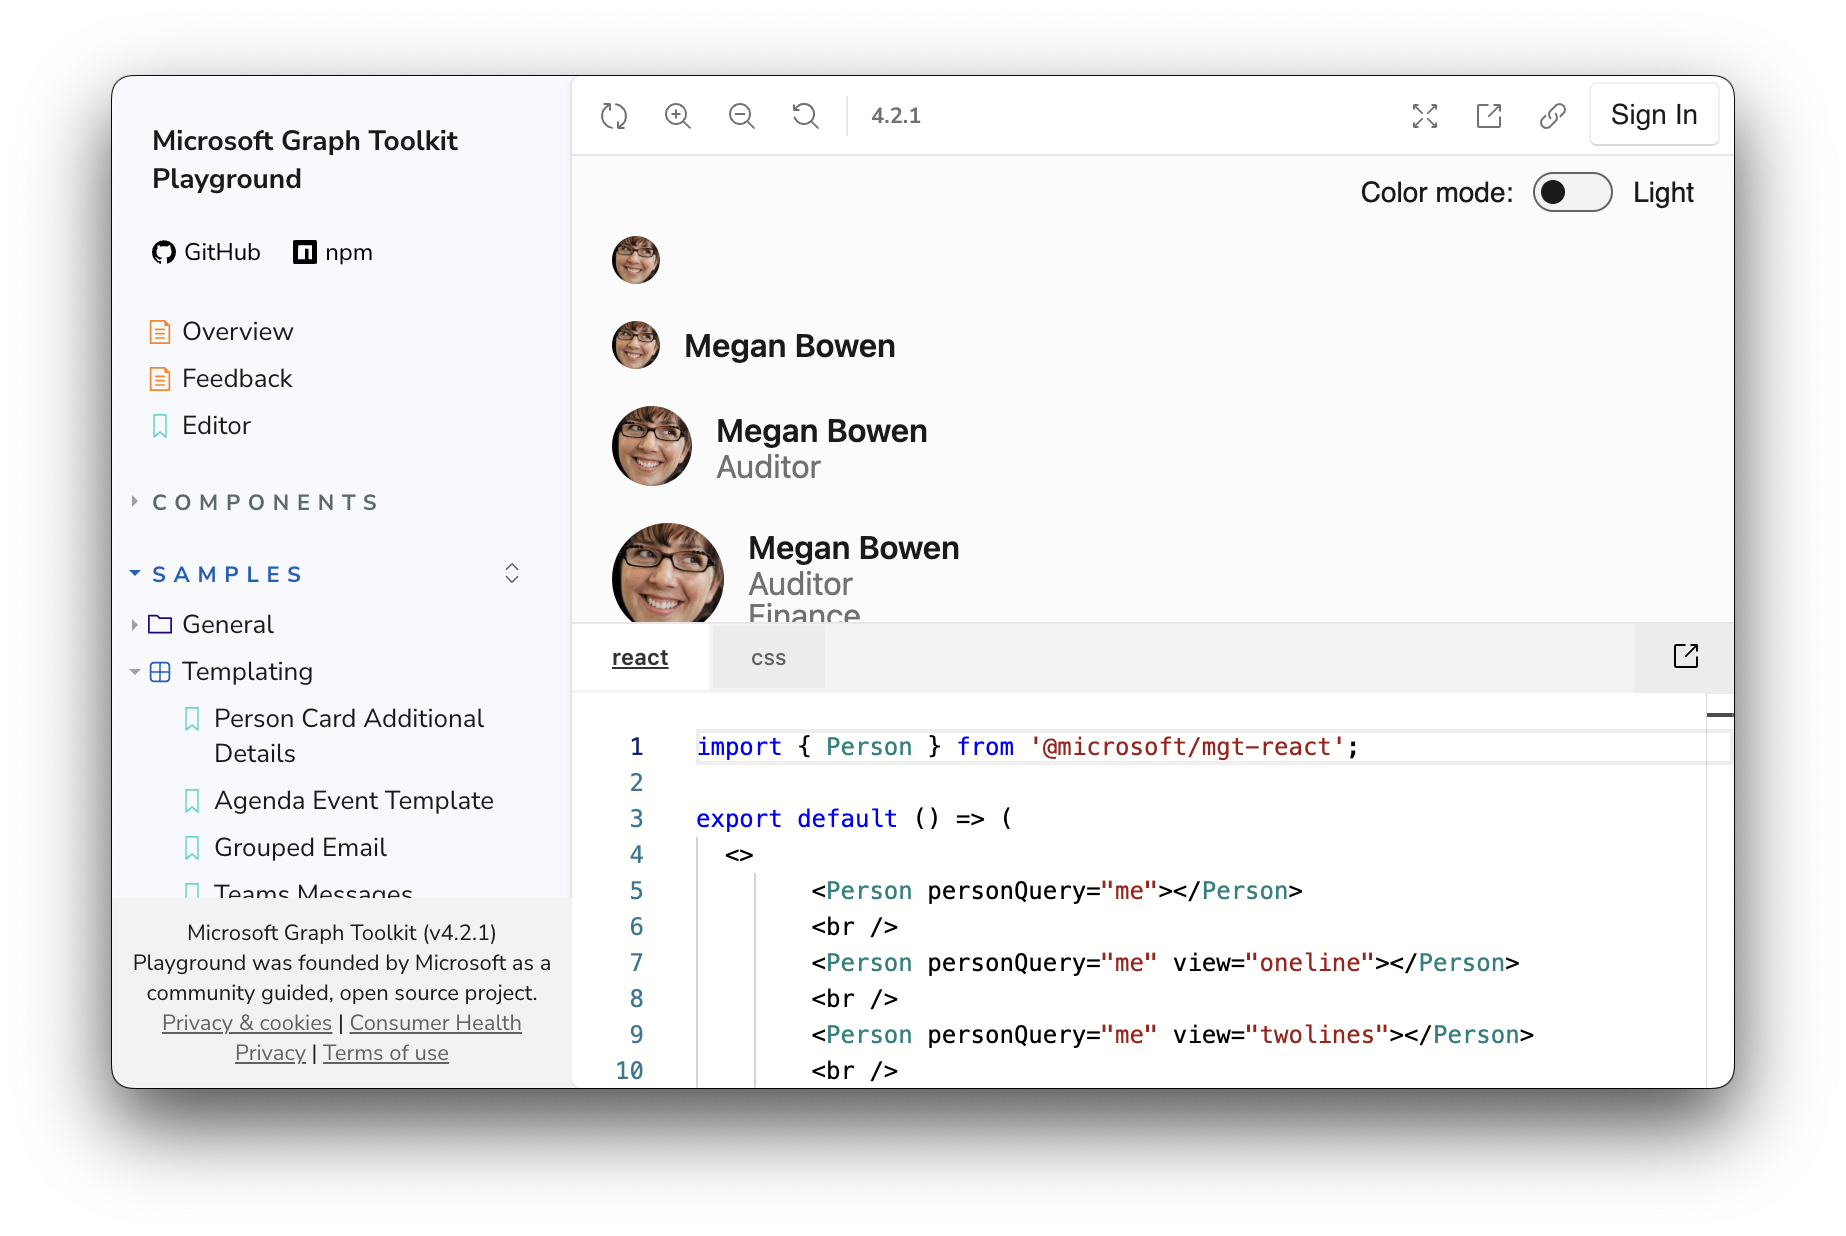 Microsoft Graph Toolkit
Playground
GitHub
npm
Overview
Feedback
Editor
COMPONENTS
SAMPLES
General
Templating
Person Card Additional
Details
Agenda Event Template
Grouped Email
Teams Messages
Microsoft Graph Toolkit (v4.2.1)
Playground was founded by Microsoft as a
community guided, open source project.
Privacy & cookies | Consumer Health
Privacy | Terms of use
4.2.1
Sign In
Color mode: Light
Megan Bowen
Megan Bowen
Auditor
Megan Bowen
Auditor
Finance
react
css
1 import { Person } from '@microsoft/mgt-react';
2
3 export default () => (
4 <>
5 <Person personQuery="me"></Person>
6 <br />
7 <Person personQuery="me" view="oneline"></Person>
8 <br />
9 <Person personQuery="me" view="twolines"></Person>
10 <br />